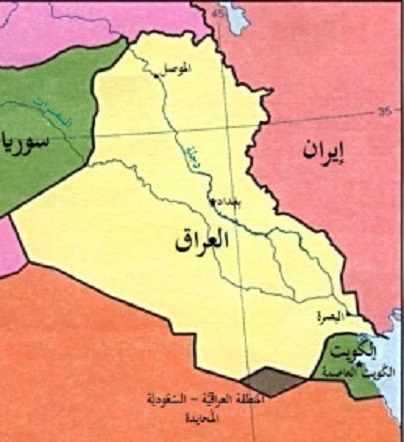 45
الموصل
35
الفرات
سوريا
إيران
دجلة
بغداد
العراق
البصرة
الكويت
الكويت العاصمة
المنطقة العراقية - السعودية
المحايدة